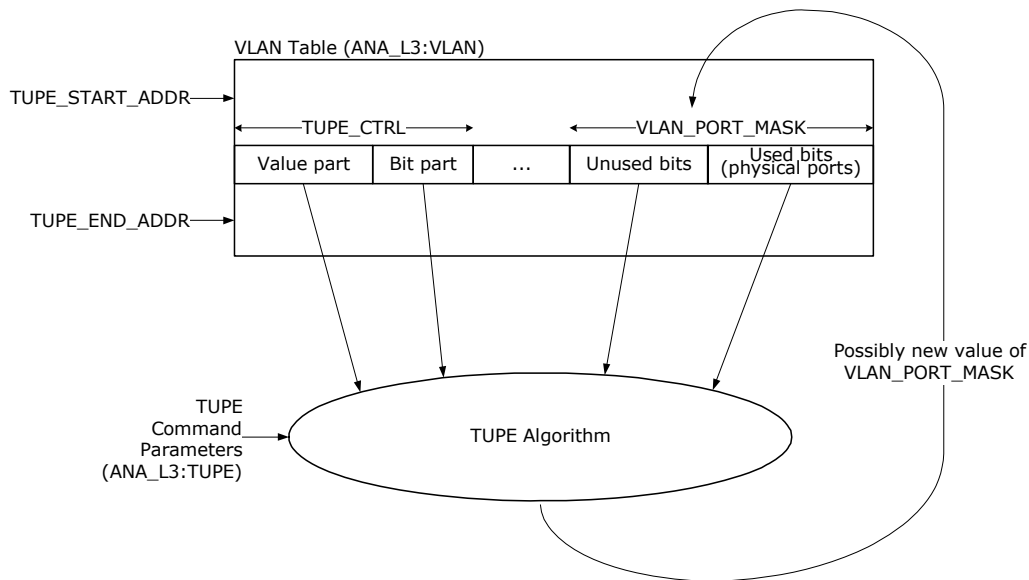 VLAN Table (ANA_L3:VLAN)
TUPE_START_ADDR
TUPE_CTRL
VLAN_PORT_MASK
Value part
Bit part
...
Unused bits
Used bits
(physical ports)
TUPE_END_ADDR
Possibly new value of
VLAN_PORT_MASK
TUPE
Command
Parameters
(ANA_L3:TUPE)
TUPE Algorithm